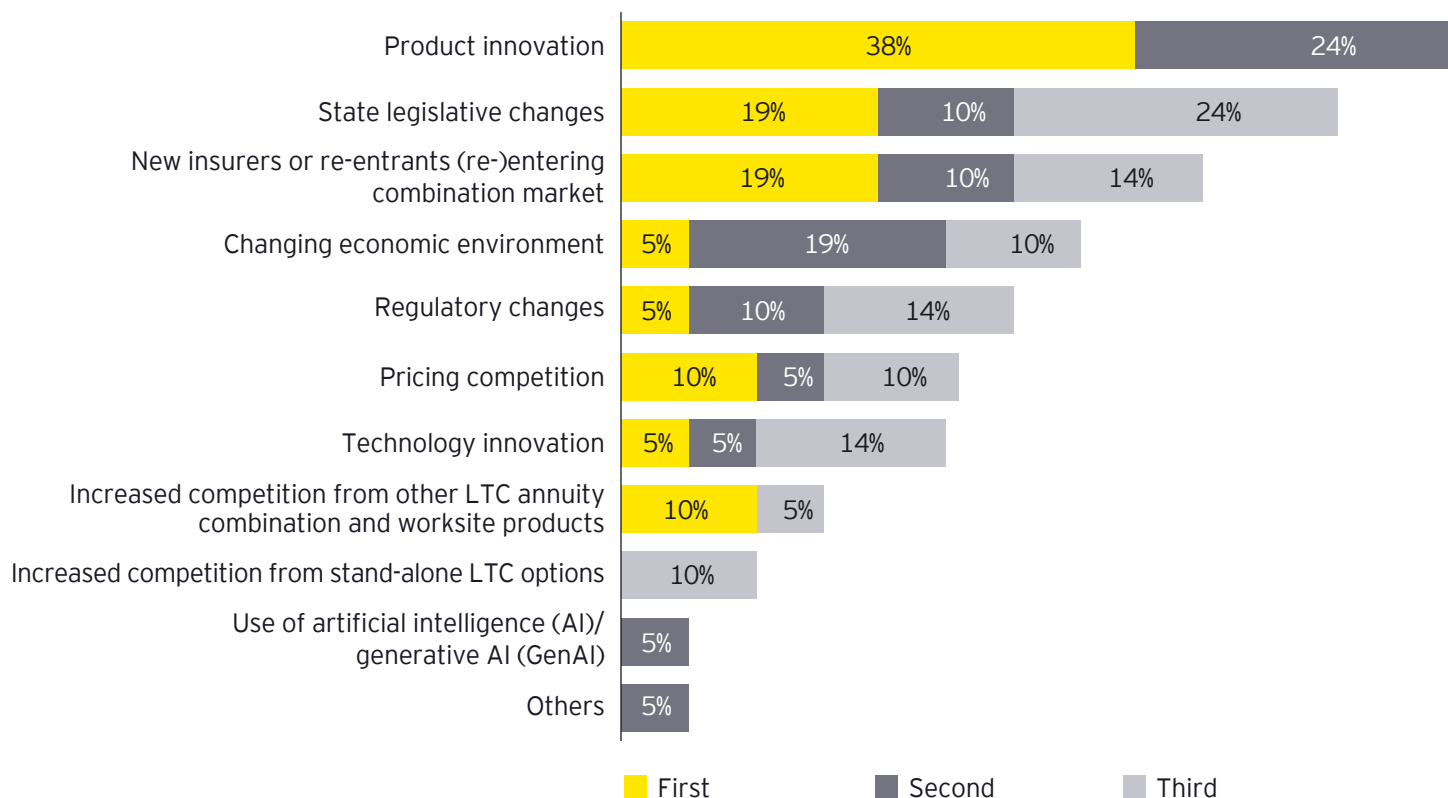 Product innovation 38% 24%
State legislative changes 19% 10% 24%
New insurers or re-entrants (re-)entering
combination market 19% 10% 14%
Changing economic environment 5% 19% 10%
Regulatory changes 5% 10% 14%
Pricing competition 10% 5% 10%
Technology innovation 5% 5% 14%
Increased competition from other LTC annuity
combination and worksite products 10% 5%
Increased competition from stand-alone LTC options 10%
Use of artificial intelligence (AI)/
generative AI (GenAI) 5%
Others 5%
First Second Third